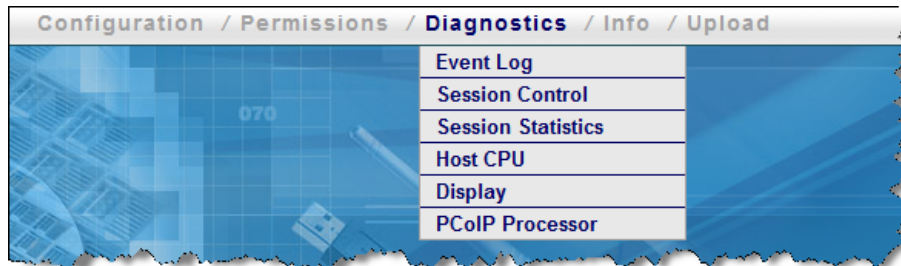 Configuration / Permissions / Diagnostics / Info / Upload
Event Log
Session Control
070
Session Statistics
Host CPU
Display
PCoIP Processor